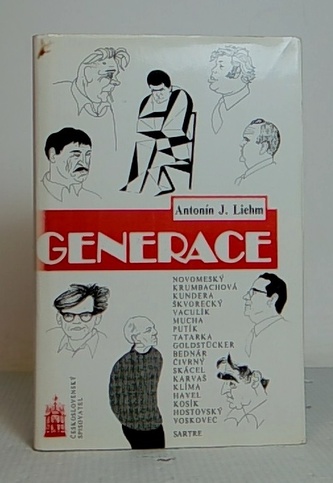 Antonín J. Liehm
GENERACE
NOVOMESKÝ
KRUMBACHOVÁ
KUNDERA
ŠKVORECKÝ
VACULÍK
MUCHA
PUTÍK
TATARKA
GOLDSTÜCKER
BEDNÁR
ČIVRNÝ
SKÁCEL
KARVAŠ
KLÍMA
HAVEL
KOSÍK
HOSTOVSKÝ
VOSKOVEC
SARTRE
ČESKOSLOVENSKÝ
SPISOVATEL